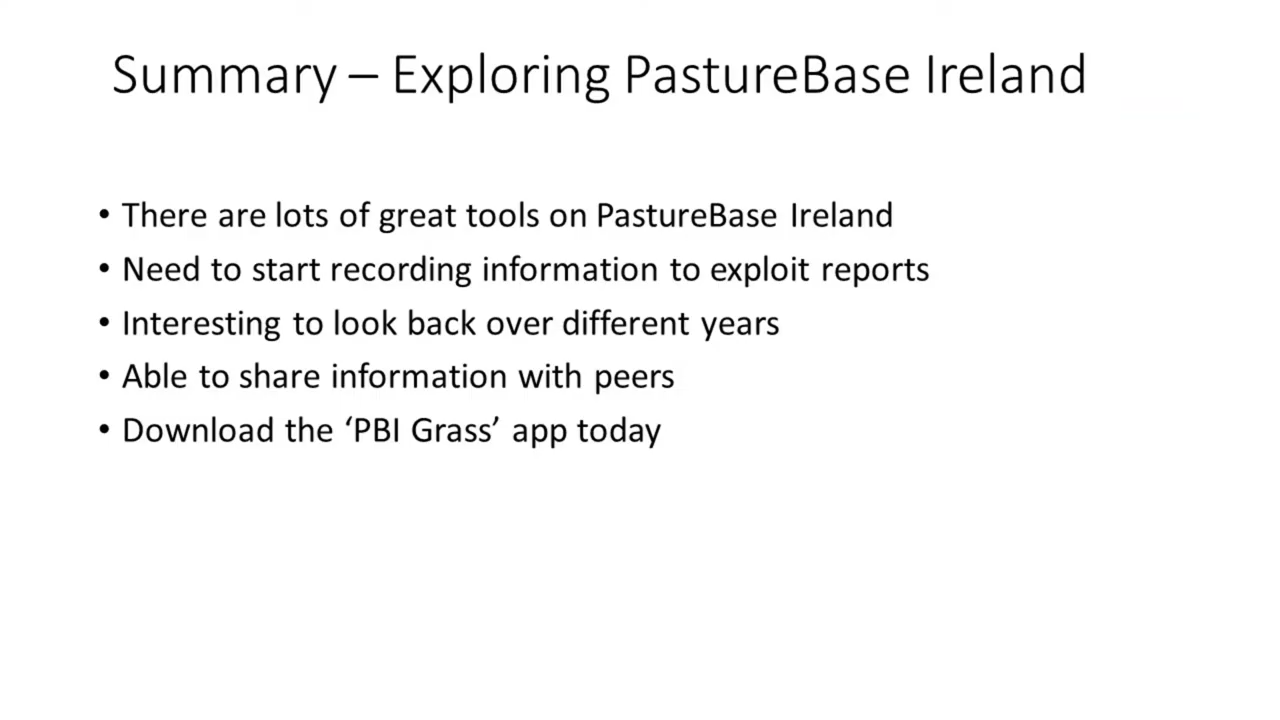 Summary – Exploring PastureBase Ireland
• There are lots of great tools on PastureBase Ireland
• Need to start recording information to exploit reports
• Interesting to look back over different years
• Able to share information with peers
• Download the ‘PBI Grass’ app today